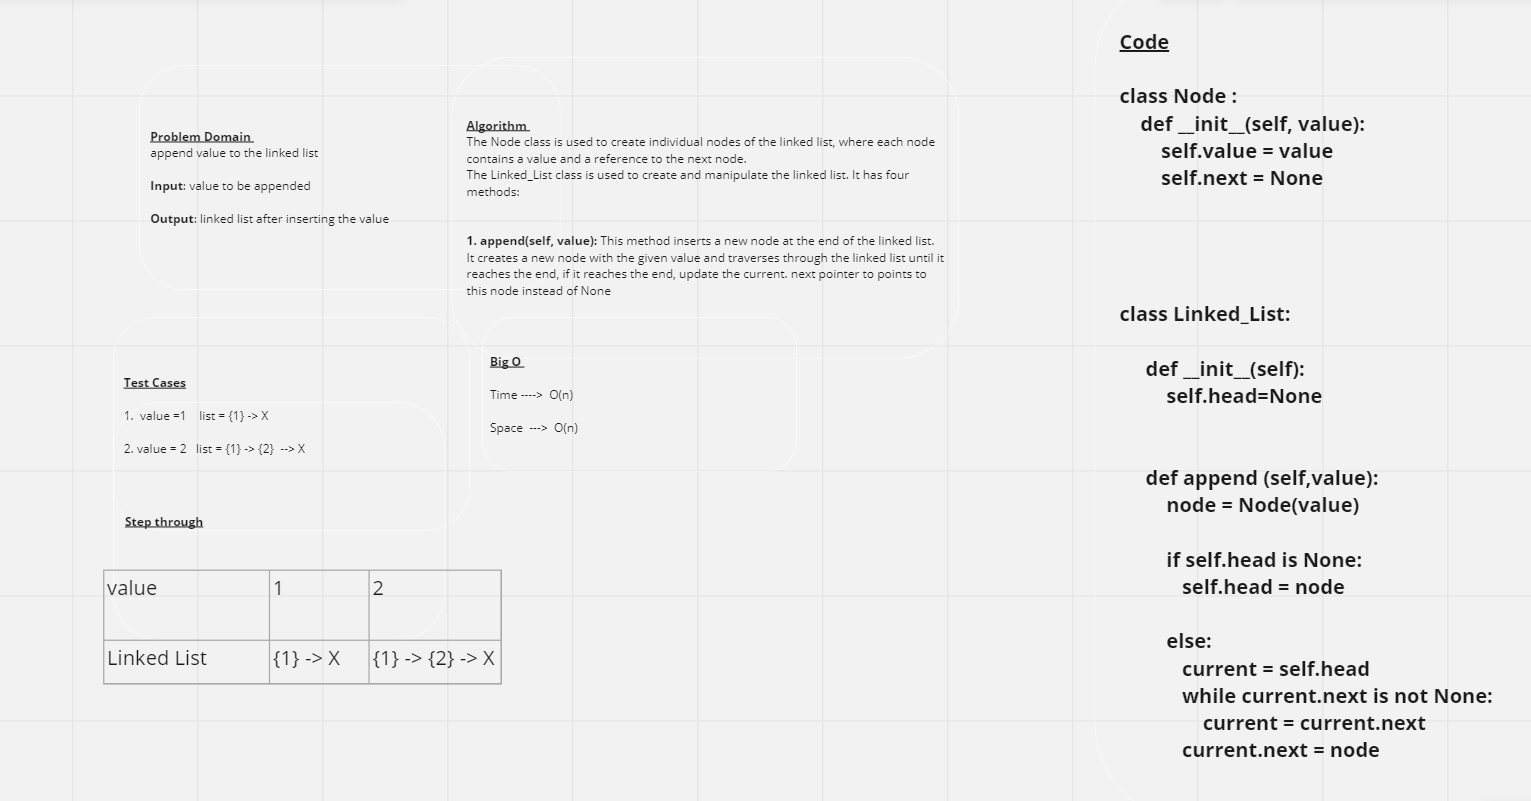 Problem Domain
append value to the linked list
Input: value to be appended
Output: linked list after inserting the value
Algorithm
The Node class is used to create individual nodes of the linked list, where each node
contains a value and a reference to the next node.
The Linked_List class is used to create and manipulate the linked list. It has four
methods:
1. append(self, value): This method inserts a new node at the end of the linked list.
It creates a new node with the given value and traverses through the linked list until it
reaches the end, if it reaches the end, update the current. next pointer to points to
this node instead of None
Test Cases
1. value =1 list = {1} -> X
2. value = 2 list = {1} -> {2} --> X
Big O
Time ----> O(n)
Space ---> O(n)
Step through
value 1 2
Linked List {1} -> X {1} -> {2} -> X
Code
class Node :
def __init__(self, value):
self.value = value
self.next = None
class Linked_List:
def __init__(self):
self.head=None
def append (self,value):
node = Node(value)
if self.head is None:
self.head = node
else:
current = self.head
while current.next is not None:
current = current.next
current.next = node